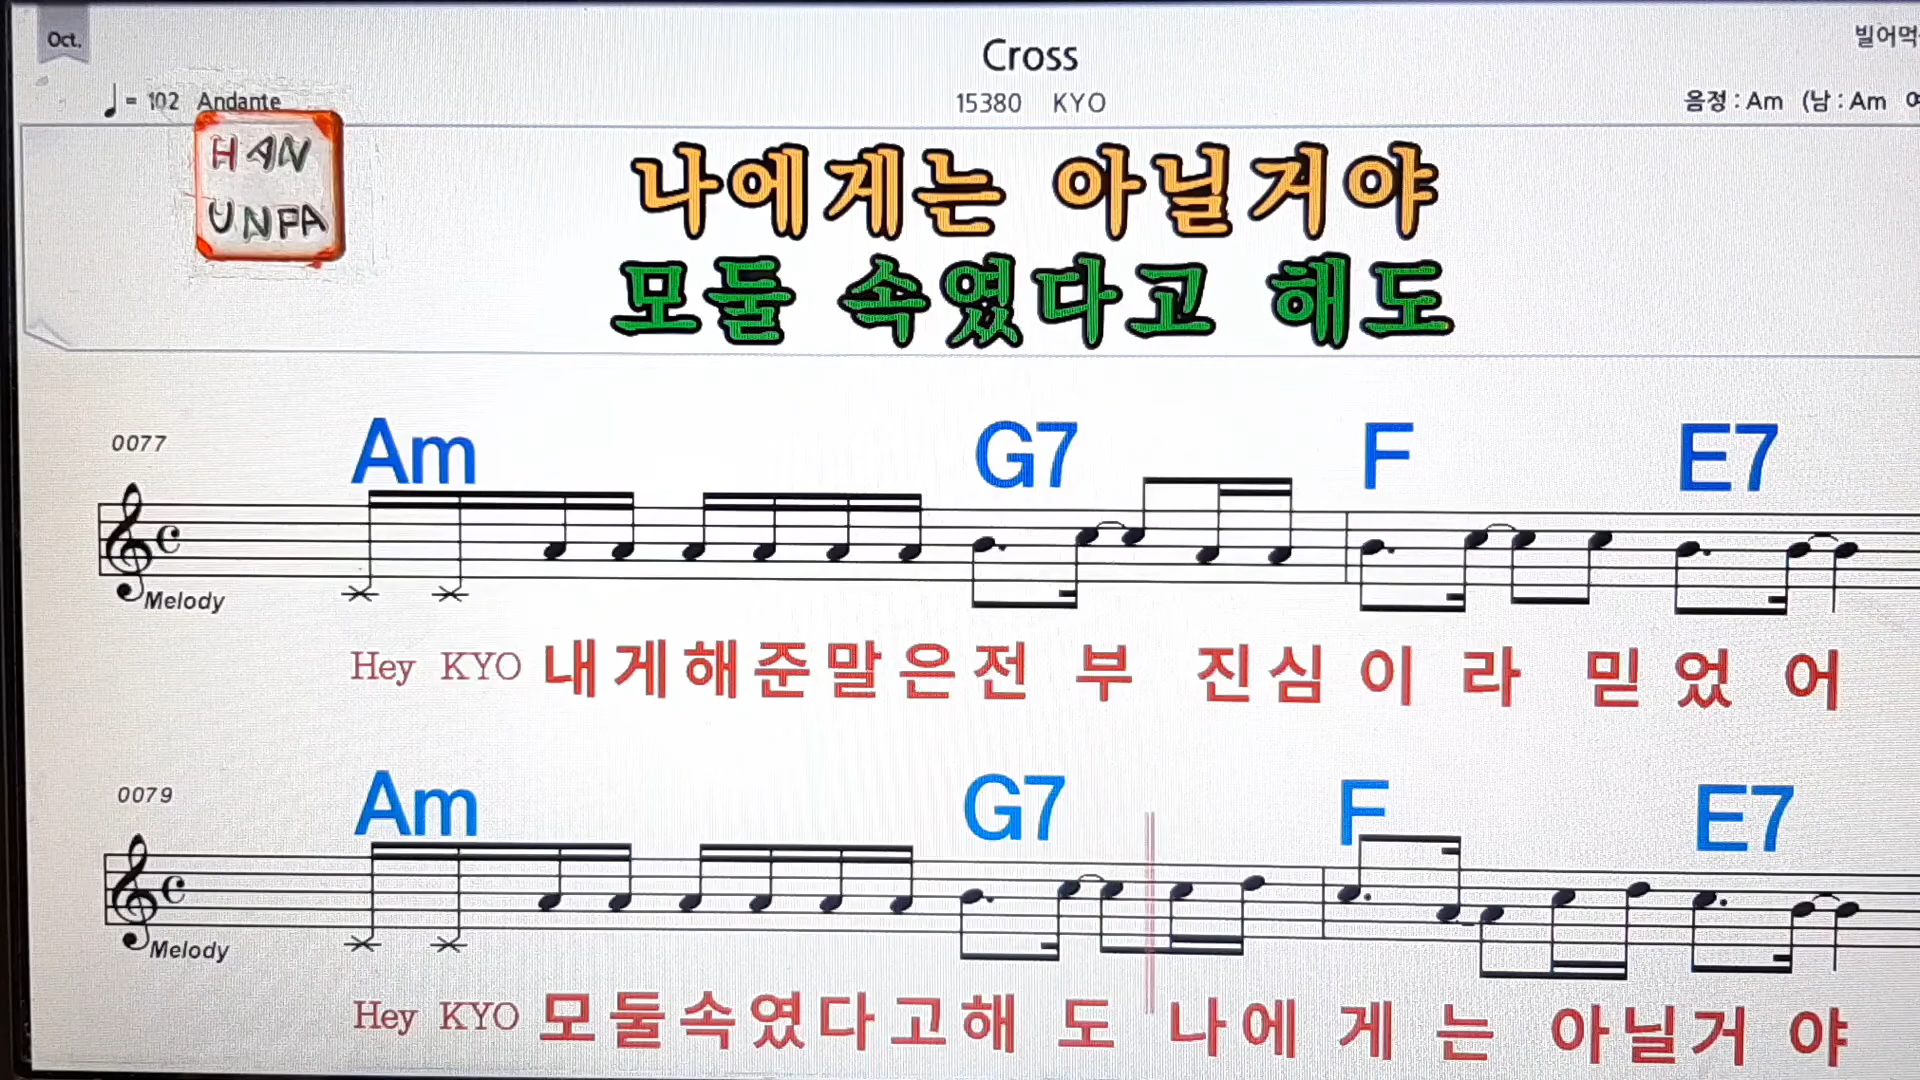 Oct.
Cross
빌어먹
♩= 102 Andante
15380 KYO
음정 : Am (남 : Am 여
HAN
UNPA
나에게는 아닐거야
모둘 속였다고 해도
0077
Am G7 F E7
Melody
Hey KYO 내게해준말은전 부 진심이 라 믿었 어
0079
Am G7 F E7
Melody
Hey KYO 모둘속였다고해 도 나에 게 는 아닐거 야